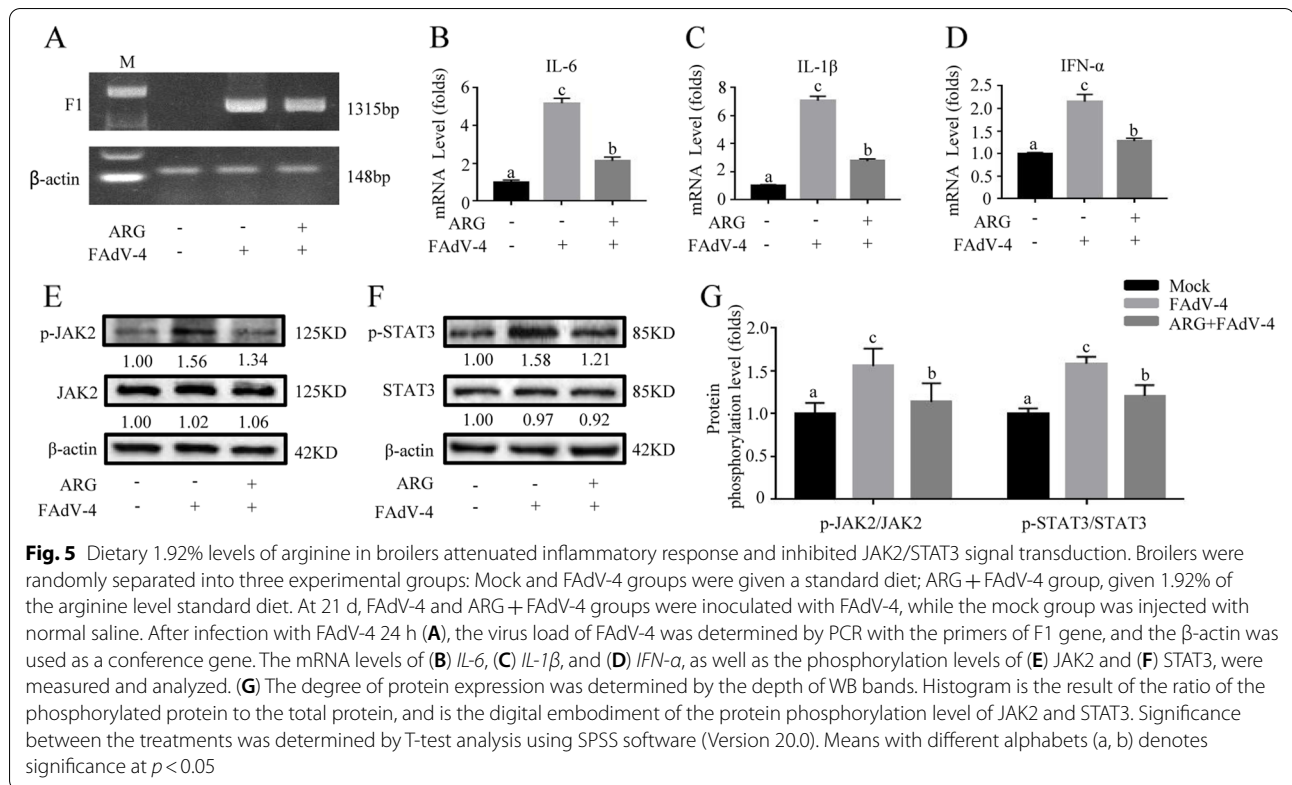 A
M
F1
1315bp
β-actin
148bp
ARG - - +
FAdV-4 - + +
B
IL-6
mRNA Level (folds)
8
6
4
2
0
a
c
b
ARG - - +
FAdV-4 - + +
C
IL-1β
mRNA Level (folds)
8
6
4
2
0
a
c
b
ARG - - +
FAdV-4 - + +
D
IFN-α
mRNA Level (folds)
2.5
2.0
1.5
1.0
0.5
0
a
c
b
ARG - - +
FAdV-4 - + +
E
p-JAK2 125KD
1.00 1.56 1.34
JAK2 125KD
1.00 1.02 1.06
β-actin 42KD
ARG - - +
FAdV-4 - + +
F
p-STAT3 85KD
1.00 1.58 1.21
STAT3 85KD
1.00 0.97 0.92
β-actin 42KD
ARG - - +
FAdV-4 - + +
G
Mock
FAdV-4
ARG+FAdV-4
Protein
phosphorylation level (folds)
2.0
1.5
1.0
0.5
0
a
c
b
a
c
b
p-JAK2/JAK2 p-STAT3/STAT3
Fig. 5 Dietary 1.92% levels of arginine in broilers attenuated inflammatory response and inhibited JAK2/STAT3 signal transduction. Broilers were
randomly separated into three experimental groups: Mock and FAdV-4 groups were given a standard diet; ARG + FAdV-4 group, given 1.92% of
the arginine level standard diet. At 21 d, FAdV-4 and ARG + FAdV-4 groups were inoculated with FAdV-4, while the mock group was injected with
normal saline. After infection with FAdV-4 24 h (A), the virus load of FAdV-4 was determined by PCR with the primers of F1 gene, and the β-actin was
used as a conference gene. The mRNA levels of (B) IL-6, (C) IL-1β, and (D) IFN-α, as well as the phosphorylation levels of (E) JAK2 and (F) STAT3, were
measured and analyzed. (G) The degree of protein expression was determined by the depth of WB bands. Histogram is the result of the ratio of the
phosphorylated protein to the total protein, and is the digital embodiment of the protein phosphorylation level of JAK2 and STAT3. Significance
between the treatments was determined by T-test analysis using SPSS software (Version 20.0). Means with different alphabets (a, b) denotes
significance at p < 0.05